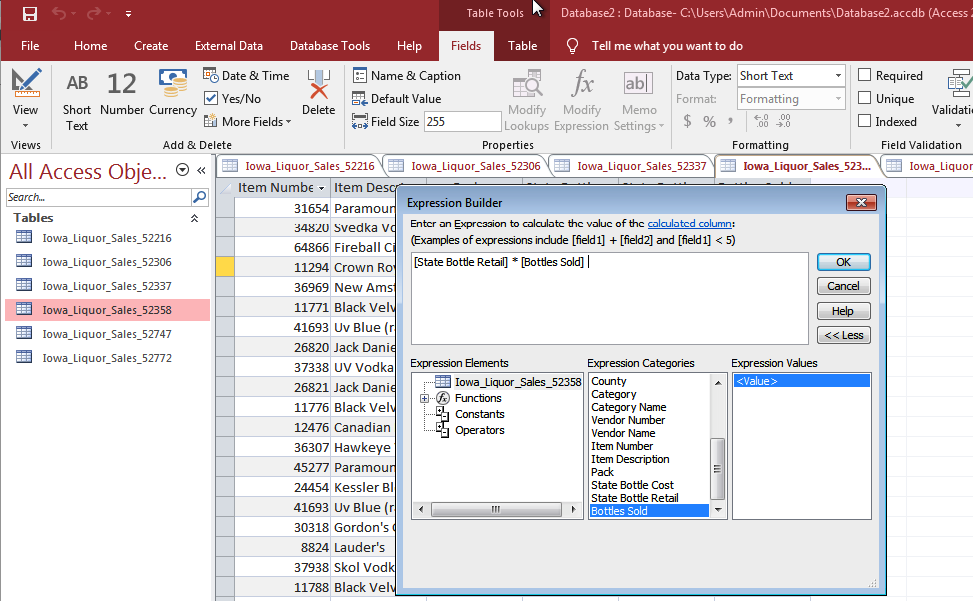 Table Tools
Database2 : Database- C:\Users\Admin\Documents\Database2.accdb (Access 2
File Home Create External Data Database Tools Help Fields Table Tell me what you want to do
View
Views
AB
Short
Text
12
Number
Currency
Date & Time
Yes/No
More Fields
Delete
Add & Delete
Name & Caption
Default Value
Field Size 255
Modify
Lookups
fx
Modify
Expression
ab
Memo
Settings
Properties
Data Type: Short Text
Format: Formatting
$ % ,
Formatting
Required
Unique
Indexed
Validatio
Field Validation
All Access Obje...
Search...
Tables
Iowa_Liquor_Sales_52216
Iowa_Liquor_Sales_52306
Iowa_Liquor_Sales_52337
Iowa_Liquor_Sales_52358
Iowa_Liquor_Sales_52747
Iowa_Liquor_Sales_52772
Iowa_Liquor_Sales_52216 Iowa_Liquor_Sales_52306 Iowa_Liquor_Sales_52337 Iowa_Liquor_Sales_523... Iowa_Liquor
Item Numbe Item Desc
31654 Paramoun
34820 Svedka Vo
64866 Fireball Ci
11294 Crown Roy
36969 New Amst
11771 Black Velv
41693 Uv Blue (ra
26820 Jack Danie
37338 UV Vodka
26821 Jack Danie
11776 Black Velv
12476 Canadian
36307 Hawkeye
45277 Paramoun
24454 Kessler Bl
41693 Uv Blue (ra
30318 Gordon's
8824 Lauder's
37938 Skol Vodk
11788 Black Velv
Expression Builder
Enter an Expression to calculate the value of the calculated column:
(Examples of expressions include [field1] + [field2] and [field1] < 5)
[State Bottle Retail] * [Bottles Sold]
OK
Cancel
Help
<< Less
Expression Elements
Iowa_Liquor_Sales_52358
Functions
Constants
Operators
Expression Categories
County
Category
Category Name
Vendor Number
Vendor Name
Item Number
Item Description
Pack
State Bottle Cost
State Bottle Retail
Bottles Sold
Expression Values
<Value>